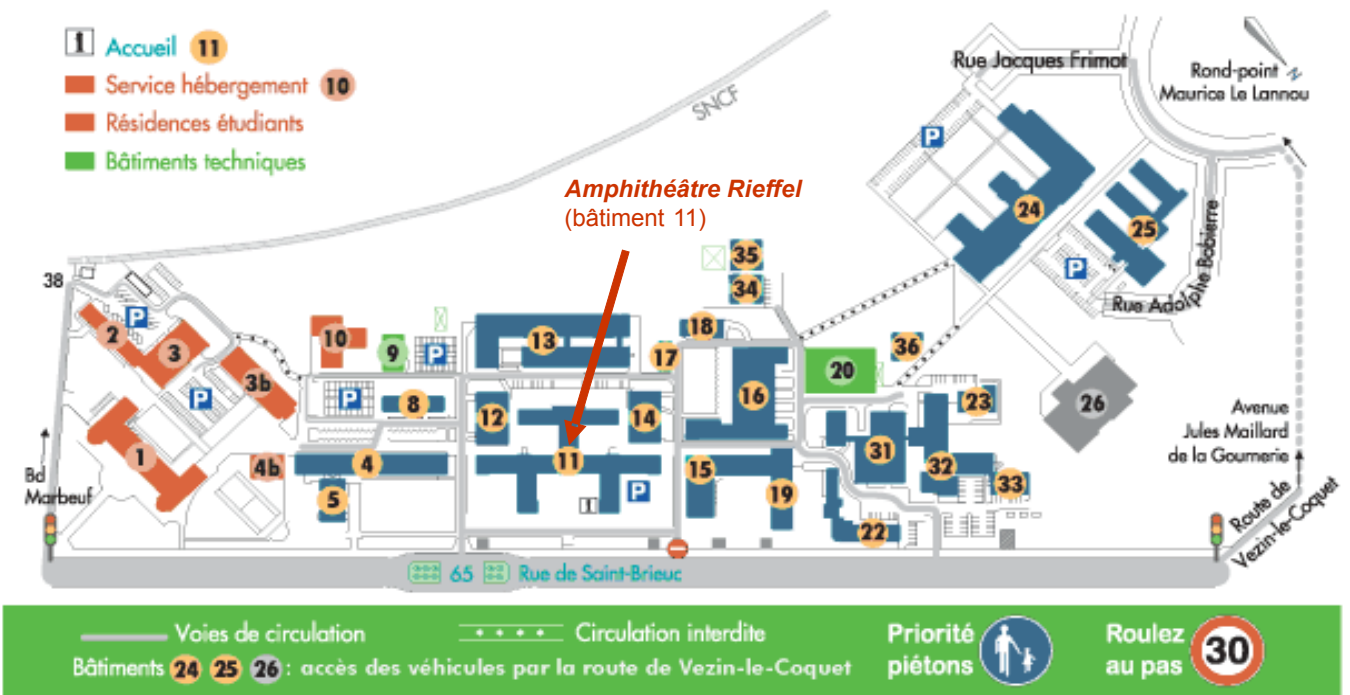 i Accueil 11
Service hébergement 10
Résidences étudiants
Bâtiments techniques
SNCF
Amphithéâtre Rieffel
(bâtiment 11)
Rue Jacques Frimot
Rond-point
Maurice Le Lannou
N
P
24
25
P
Rue Adolphe Bobierre
35
34
38
P
2
3
3b
10
9
P
13
18
17
36
20
16
P
P
8
12
14
23
26
1
4b
4
5
11
i
P
15
19
31
32
33
22
Avenue
Jules Maillard
de la Gournerie
Bd
Marbeuf
Route de
Vezin-le-Coquet
65 Rue de Saint-Brieuc
Voies de circulation
Circulation interdite
Bâtiments 24 25 26 : accès des véhicules par la route de Vezin-le-Coquet
Priorité
piétons
Roulez
au pas
30